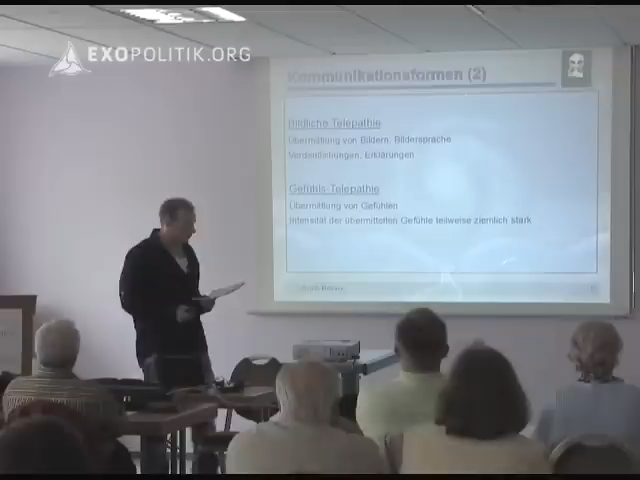 EXOPOLITIK.ORG
Kommunikationsformen (2)
Bildliche Telepathie
Übermittlung von Bildern, Bildersprache
Verdeutlichungen, Erklärungen
Gefühls-Telepathie
Übermittlung von Gefühlen
Intensität der übermittelten Gefühle teilweise ziemlich stark